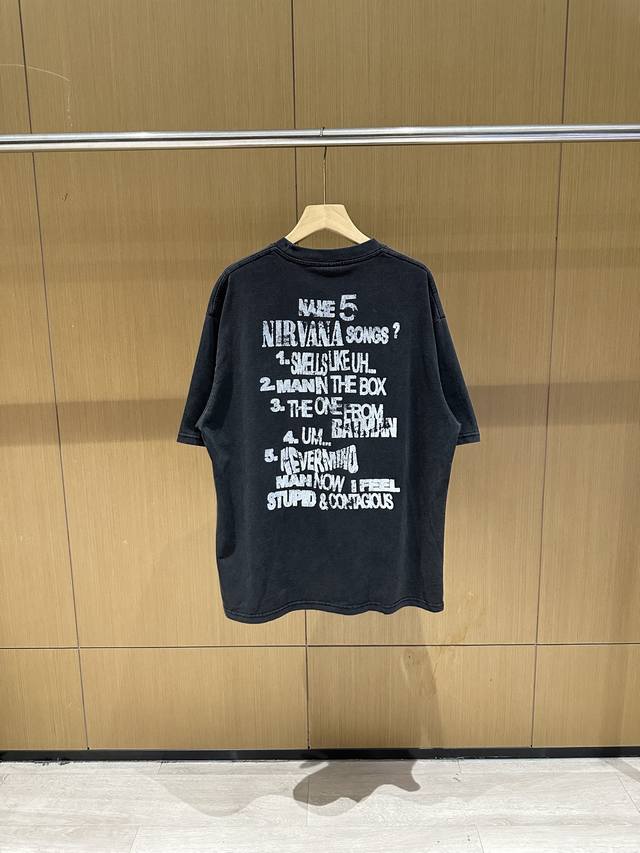 NAME 5
NIRVANA SONGS?
1. SMELLS LIKE UH...
2. MAN IN THE BOX
3. THE ONE FROM
BATMAN
4. UM...
5. NEVERMIND
MAN NOW I FEEL
STUPID & CONTAGIOUS